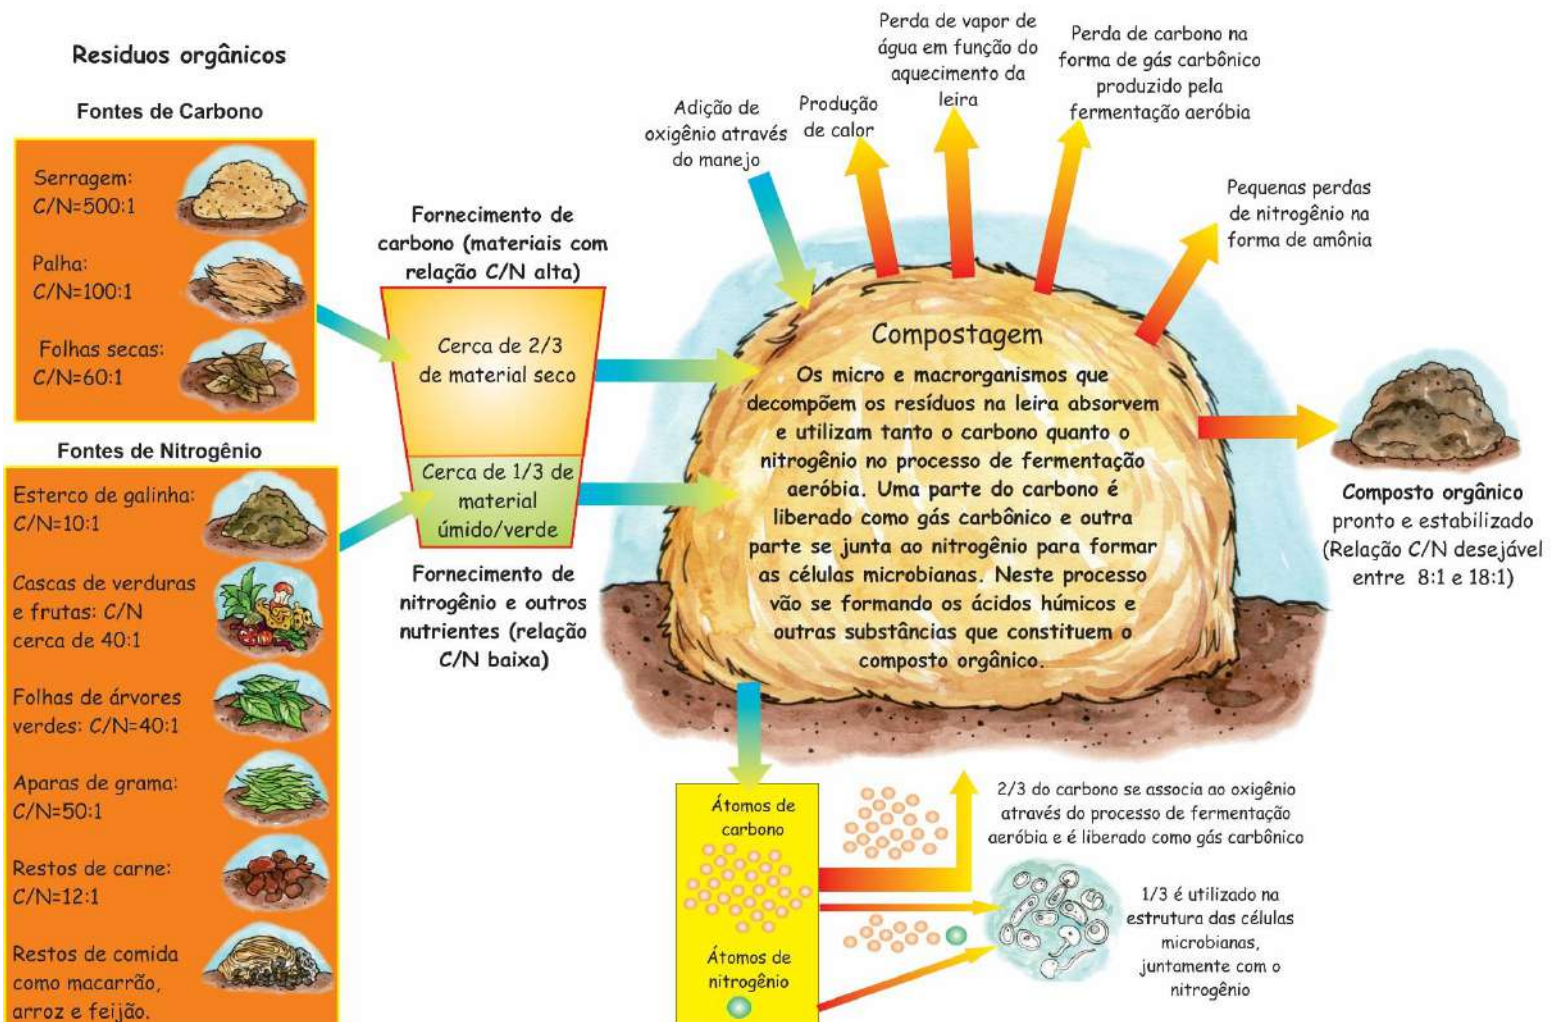 Residuos orgânicos
Fontes de Carbono
Serragem:
C/N=500:1
Palha:
C/N=100:1
Folhas secas:
C/N=60:1
Fontes de Nitrogênio
Esterco de galinha:
C/N=10:1
Cascas de verduras
e frutas: C/N
cerca de 40:1
Folhas de árvores
verdes: C/N=40:1
Aparas de grama:
C/N=50:1
Restos de carne:
C/N=12:1
Restos de comida
como macarrão,
arroz e feijão.
Fornecimento de
carbono (materiais com
relação C/N alta)
Cerca de 2/3
de material seco
Cerca de 1/3 de
material
úmido/verde
Fornecimento de
nitrogênio e outros
nutrientes (relação
C/N baixa)
Adição de
oxigênio através
do manejo
Produção
de calor
Perda de vapor de
água em função do
aquecimento da
leira
Perda de carbono na
forma de gás carbônico
produzido pela
fermentação aeróbia
Pequenas perdas
de nitrogênio na
forma de amônia
Compostagem
Os micro e macrorganismos que
decompõem os resíduos na leira absorvem
e utilizam tanto o carbono quanto o
nitrogênio no processo de fermentação
aeróbia. Uma parte do carbono é
liberado como gás carbônico e outra
parte se junta ao nitrogênio para formar
as células microbianas. Neste processo
vão se formando os ácidos húmicos e
outras substâncias que constituem o
composto orgânico.
Composto orgânico
pronto e estabilizado
(Relação C/N desejável
entre 8:1 e 18:1)
Átomos de
carbono
Átomos de
nitrogênio
2/3 do carbono se associa ao oxigênio
através do processo de fermentação
aeróbia e é liberado como gás carbônico
1/3 é utilizado na
estrutura das células
microbianas,
juntamente com o
nitrogênio